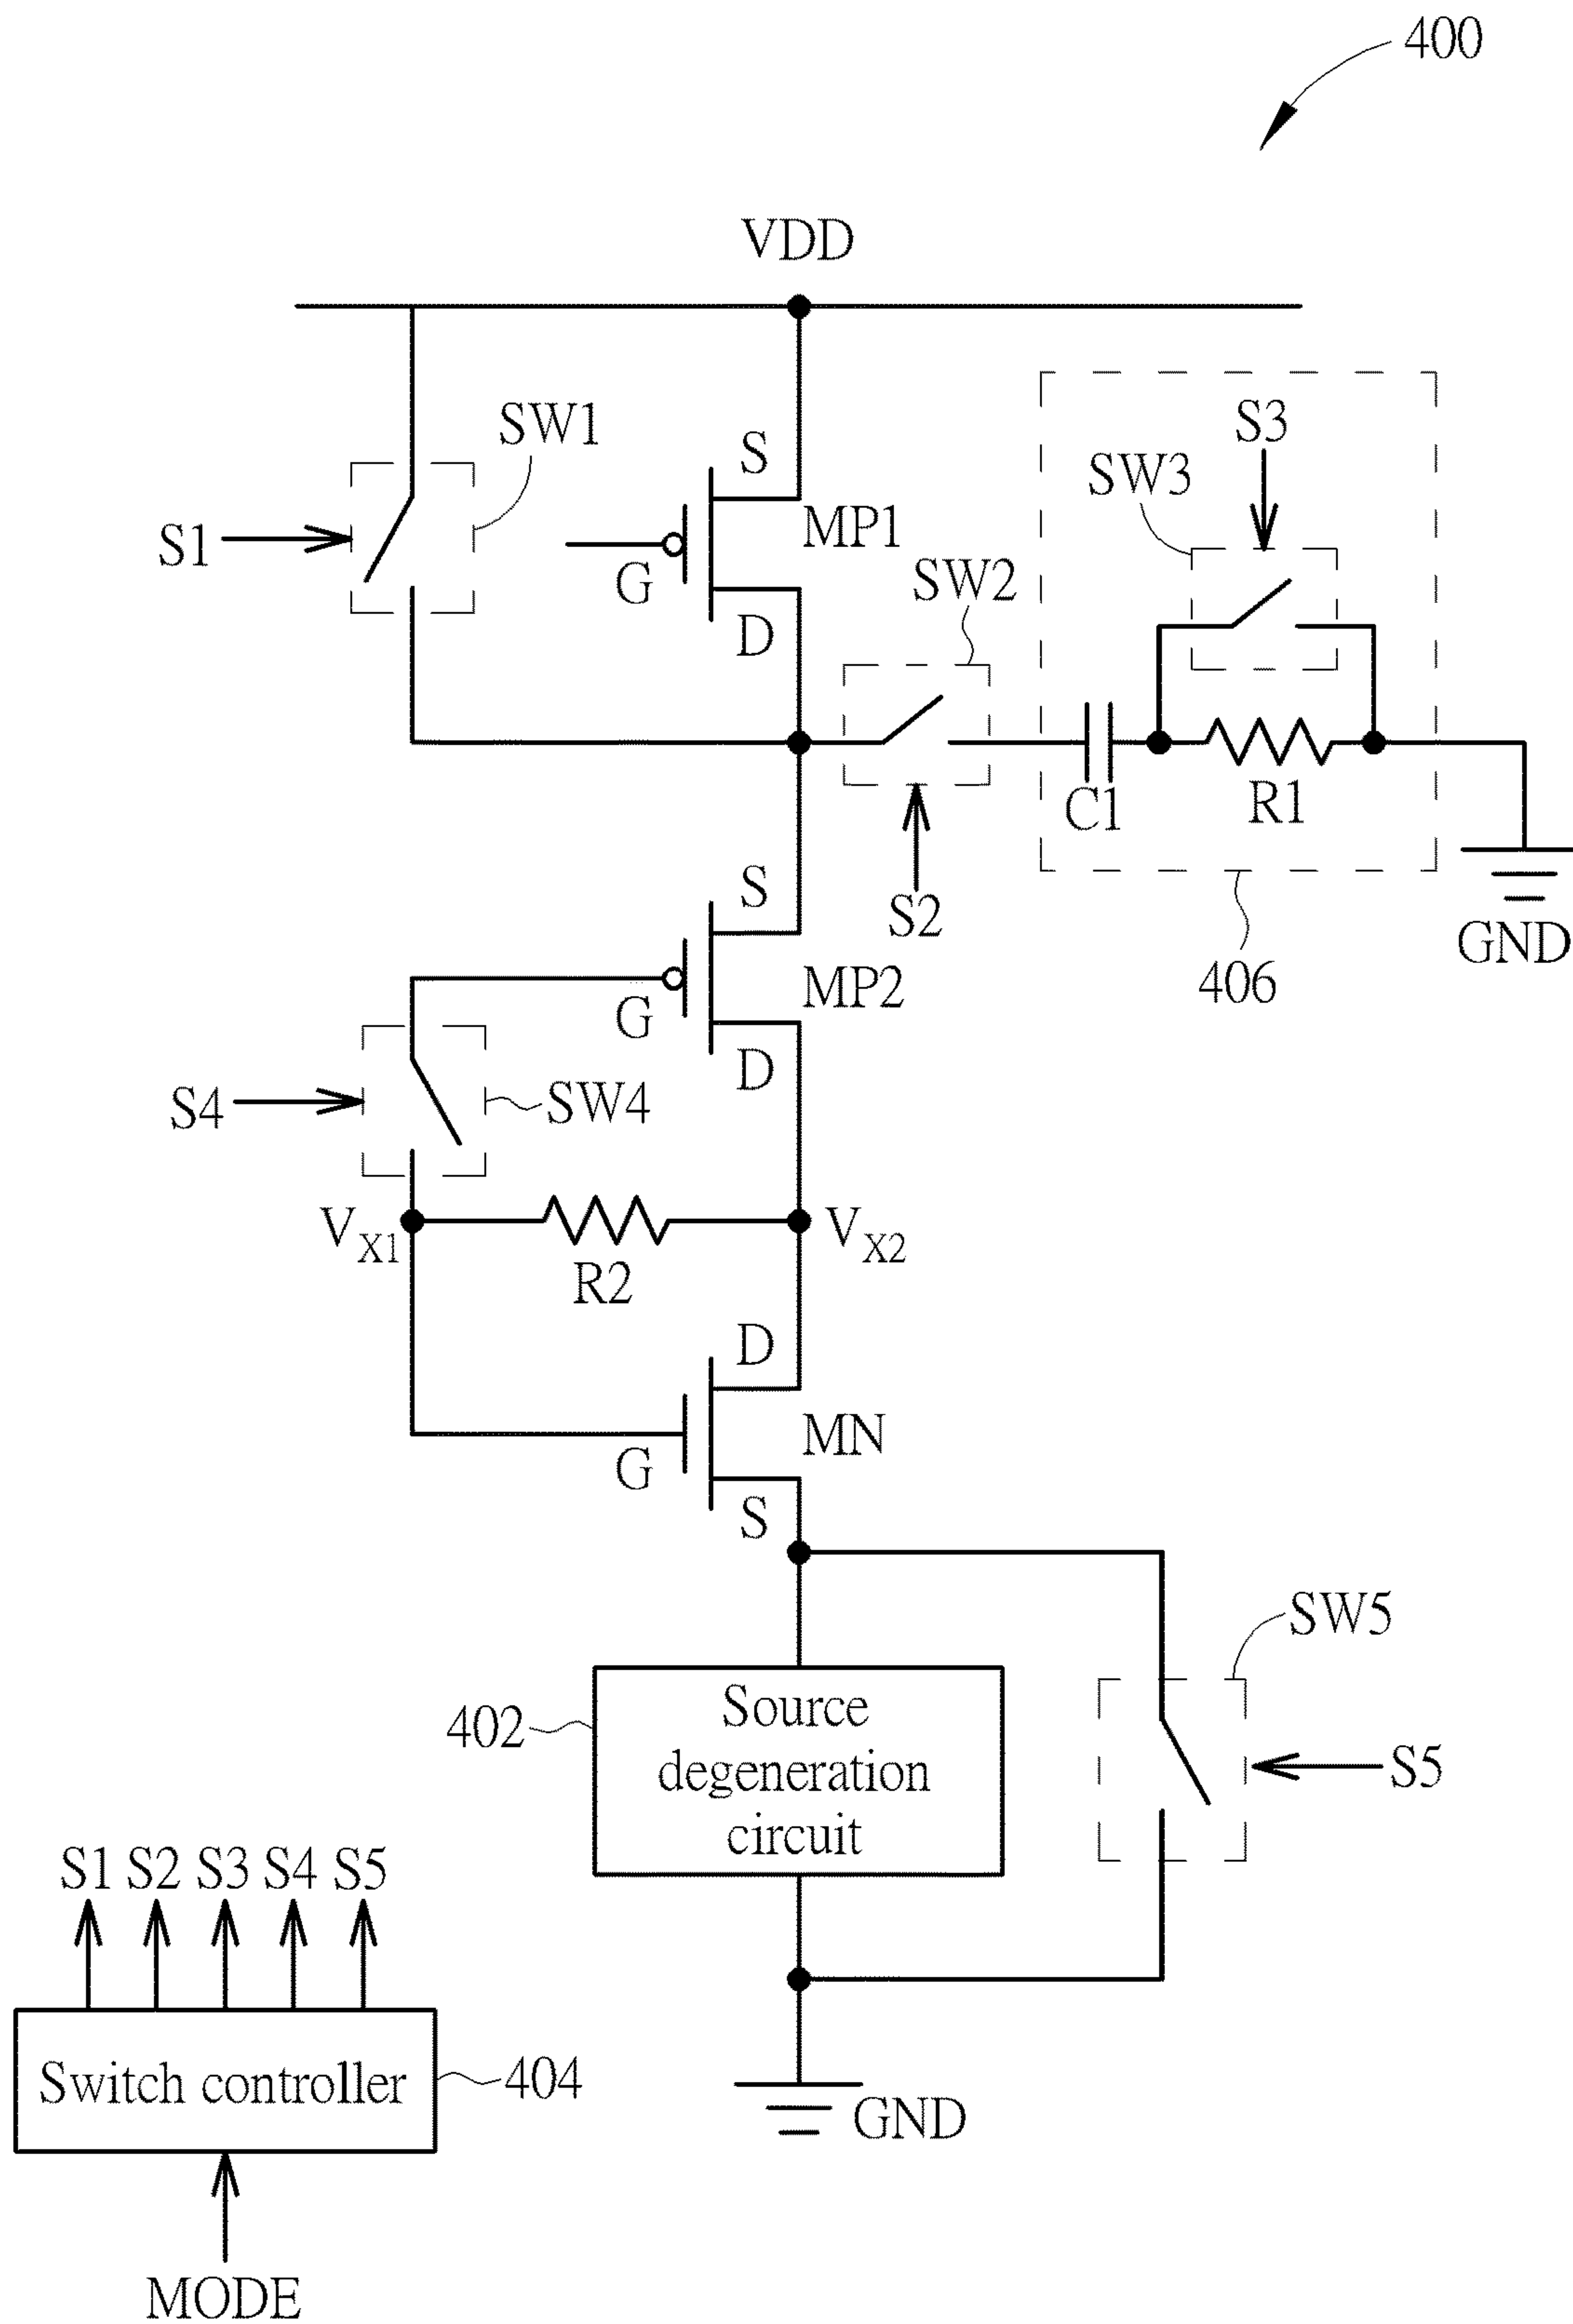 400
VDD
SW1
S
S3
SW3
S1
MP1
G
SW2
D
C1
R1
S
S2
GND
MP2
406
G
D
S4
SW4
VX1
VX2
R2
D
MN
G
S
SW5
402
Source
degeneration
circuit
S5
S1 S2 S3 S4 S5
Switch controller
404
GND
MODE